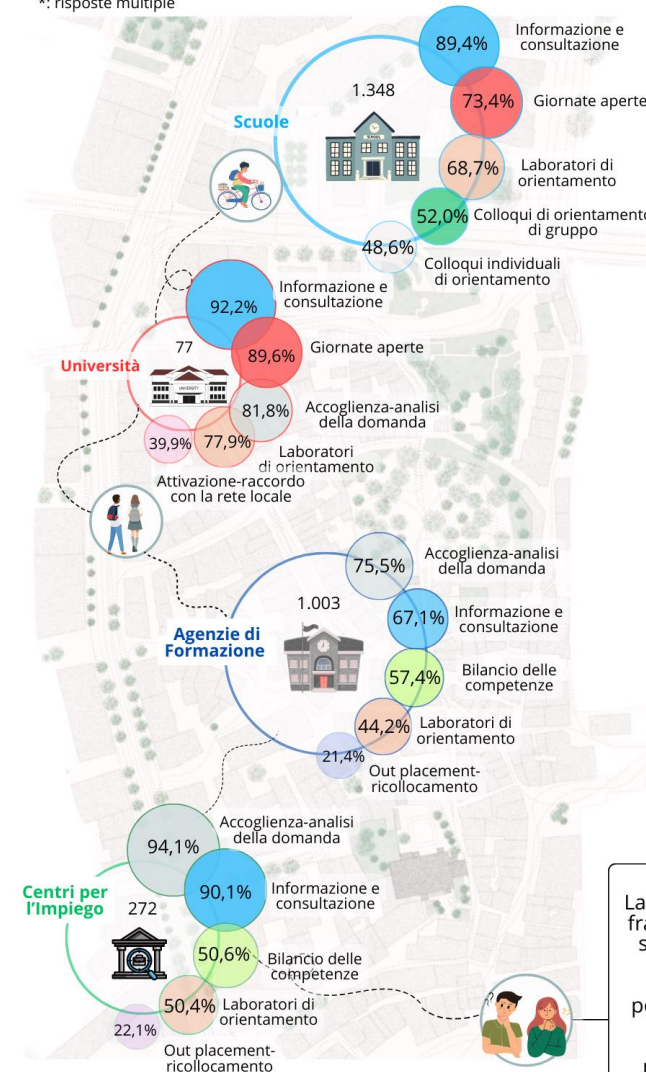 *: risposte multiple
Scuole
1.348
SCHOOL
89,4%
Informazione e
consultazione
73,4%
Giornate aperte
68,7%
Laboratori di
orientamento
52,0%
Colloqui di orientamento
di gruppo
48,6%
Colloqui individuali
di orientamento
Università
77
UNIVERSITY
92,2%
Informazione e
consultazione
89,6%
Giornate aperte
81,8%
Accoglienza-analisi
della domanda
77,9%
Laboratori
di orientamento
39,9%
Attivazione-raccordo
con la rete locale
Agenzie di
Formazione
1.003
75,5%
Accoglienza-analisi
della domanda
67,1%
Informazione e
consultazione
57,4%
Bilancio delle
competenze
44,2%
Laboratori di
orientamento
21,4%
Out placement-
ricollocamento
Centri per
l'Impiego
272
94,1%
Accoglienza-analisi
della domanda
90,1%
Informazione e
consultazione
50,6%
Bilancio delle
competenze
50,4%
Laboratori di
orientamento
22,1%
Out placement-
ricollocamento
La
fra
s